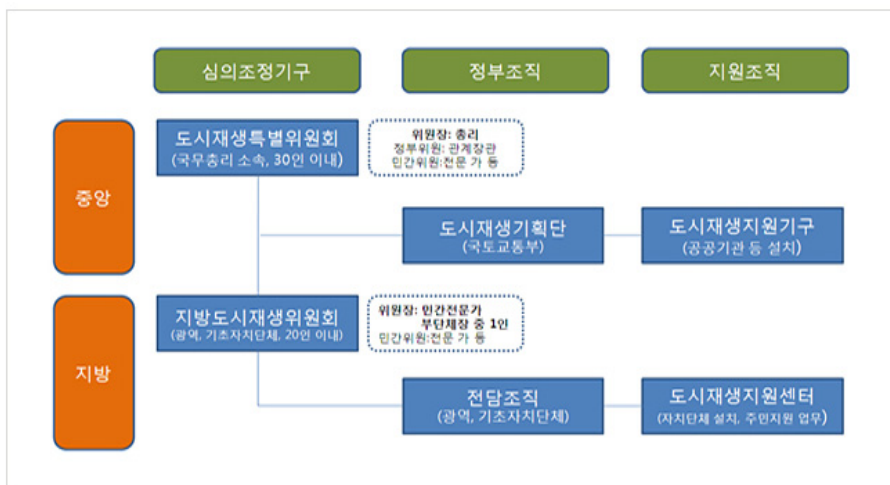 심의조정기구
정부조직
지원조직
중앙
도시재생특별위원회
(국무총리 소속, 30인 이내)
위원장: 총리
정부위원: 관계장관
민간위원:전문 가 등
도시재생기획단
(국토교통부)
도시재생지원기구
(공공기관 등 설치)
지방
지방도시재생위원회
(광역, 기초자치단체, 20인 이내)
위원장: 민간전문가
부단체장 중 1인
민간위원:전문 가 등
전담조직
(광역, 기초자치단체)
도시재생지원센터
(자치단체 설치, 주민지원 업무)